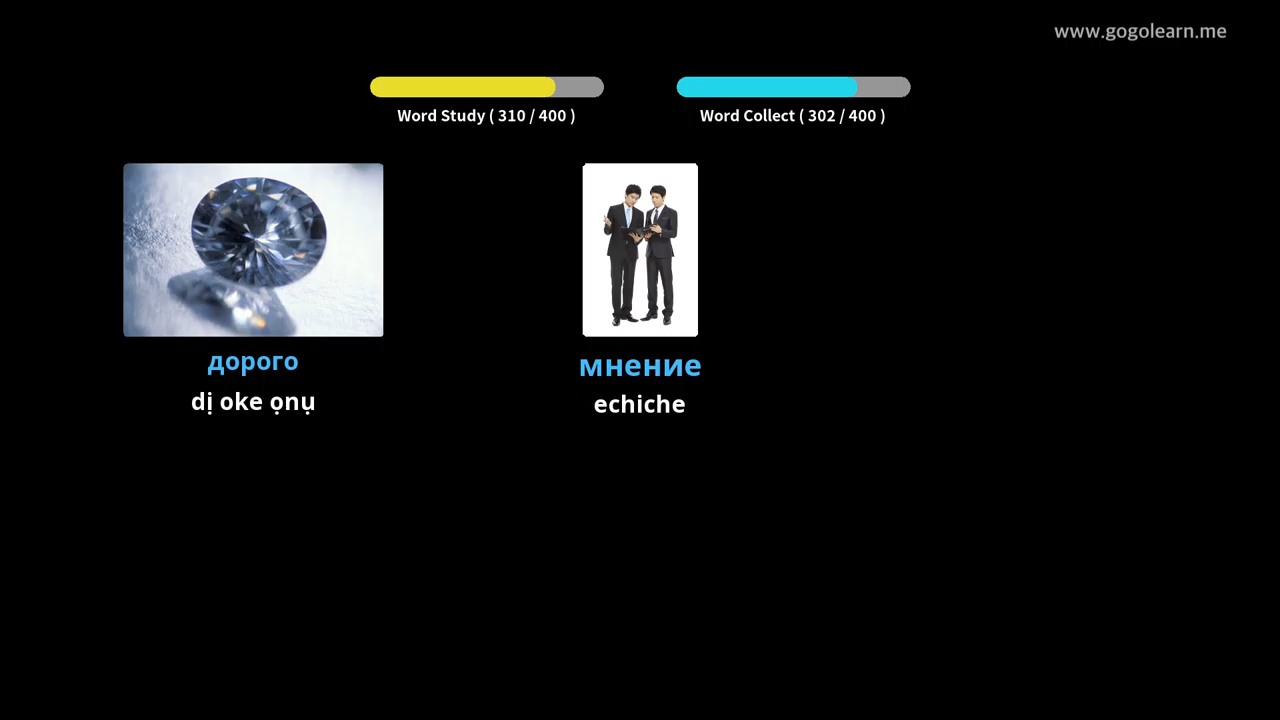 www.gogolearn.me
Word Study ( 310 / 400 )
Word Collect ( 302 / 400 )
дорого
dị oke ọnụ
мнение
echiche